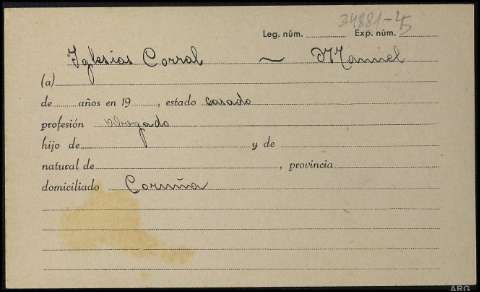 34881-45
Leg. núm. Exp. núm.
Iglesias Corral ~ Manuel
(a)
de años en 19 , estado casado
profesión abogado
hijo de y de
natural de , provincia
domiciliado Coruña
ARG